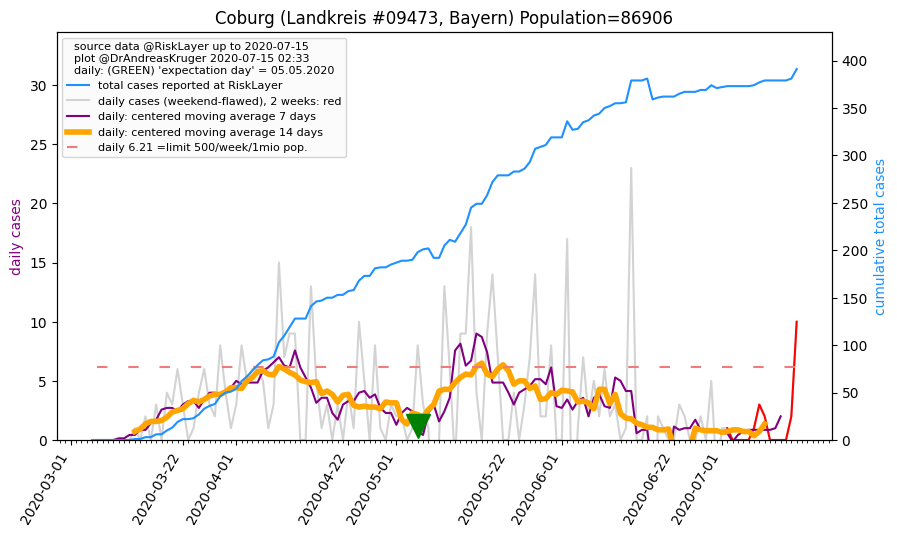 Coburg (Landkreis #09473, Bayern) Population=86906
source data @RiskLayer up to 2020-07-15
plot @DrAndreasKruger 2020-07-15 02:33
daily: (GREEN) 'expectation day' = 05.05.2020
total cases reported at RiskLayer
daily cases (weekend-flawed), 2 weeks: red
daily: centered moving average 7 days
daily: centered moving average 14 days
daily 6.21 =limit 500/week/1mio pop.
daily cases
30
25
20
15
10
5
0
cumulative total cases
400
350
300
250
200
150
100
50
0
2020-03-01
2020-03-22
2020-04-01
2020-04-22
2020-05-01
2020-05-22
2020-06-01
2020-06-22
2020-07-01